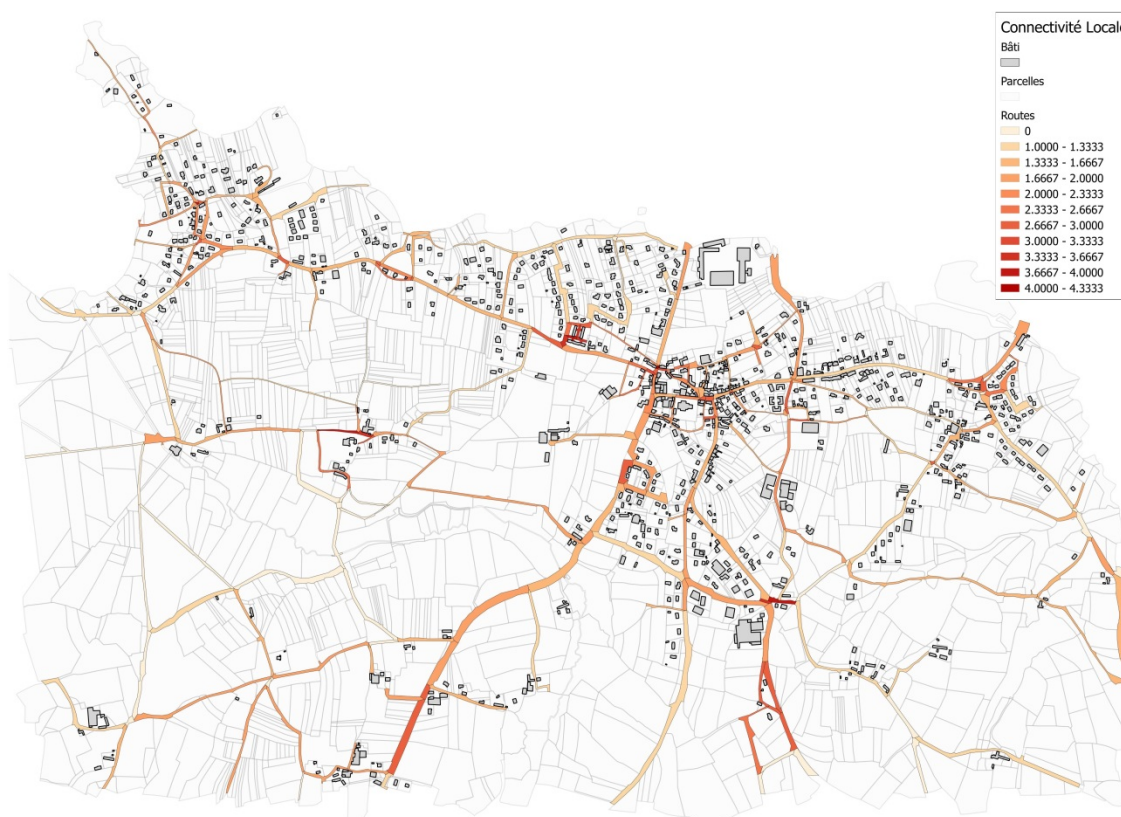 Connectivité Locale
Bâti
Parcelles
Routes
0
1.0000 - 1.3333
1.3333 - 1.6667
1.6667 - 2.0000
2.0000 - 2.3333
2.3333 - 2.6667
2.6667 - 3.0000
3.0000 - 3.3333
3.3333 - 3.6667
3.6667 - 4.0000
4.0000 - 4.3333